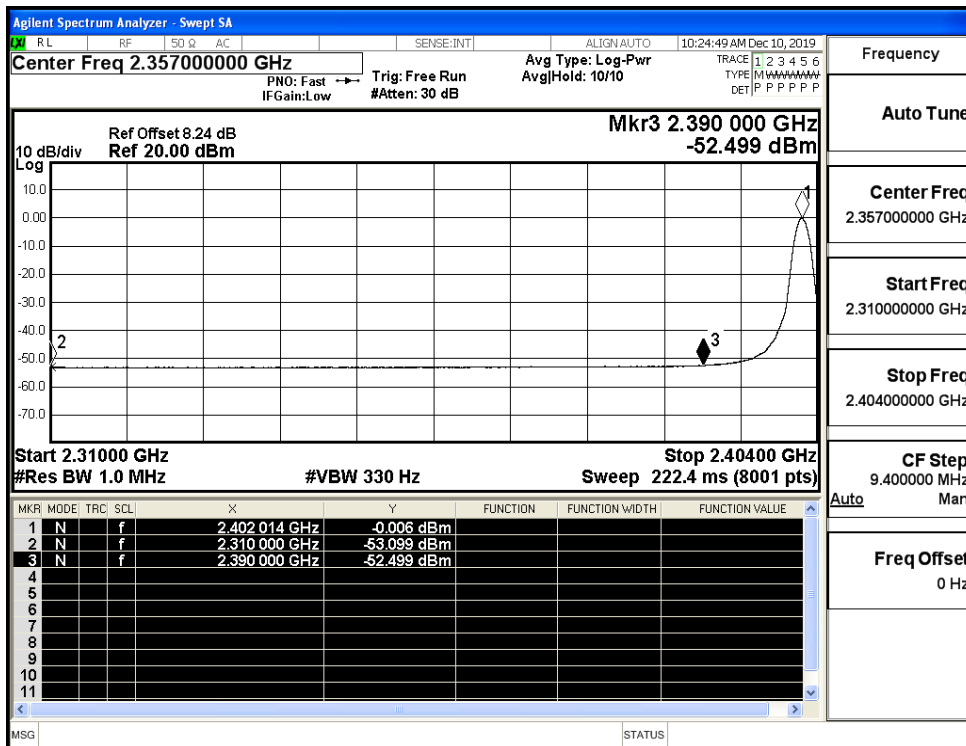 Agilent Spectrum Analyzer - Swept SA
LXI RL RF 50 Ω AC SENSE:INT ALIGN AUTO 10:24:49 AM Dec 10, 2019
Center Freq 2.357000000 GHz
PNO: Fast
IFGain:Low
Trig: Free Run
#Atten: 30 dB
Avg Type: Log-Pwr
Avg|Hold: 10/10
TRACE 1 2 3 4 5 6
TYPE M WWWWW
DET P P P P P P
Mkr3 2.390 000 GHz
-52.499 dBm
Ref Offset 8.24 dB
10 dB/div Ref 20.00 dBm
Log
10.0
0.00
-10.0
-20.0
-30.0
-40.0
-50.0
-60.0
-70.0
1
2
3
Start 2.31000 GHz Stop 2.40400 GHz
#Res BW 1.0 MHz #VBW 330 Hz Sweep 222.4 ms (8001 pts)
MKR MODE TRC SCL X Y FUNCTION FUNCTION WIDTH FUNCTION VALUE
1 N f 2.402 014 GHz -0.006 dBm
2 N f 2.310 000 GHz -53.099 dBm
3 N f 2.390 000 GHz -52.499 dBm
4
5
6
7
8
9
10
11
MSG STATUS
Frequency
Auto Tune
Center Freq
2.357000000 GHz
Start Freq
2.310000000 GHz
Stop Freq
2.404000000 GHz
CF Step
9.400000 MHz
Auto Man
Freq Offset
0 Hz